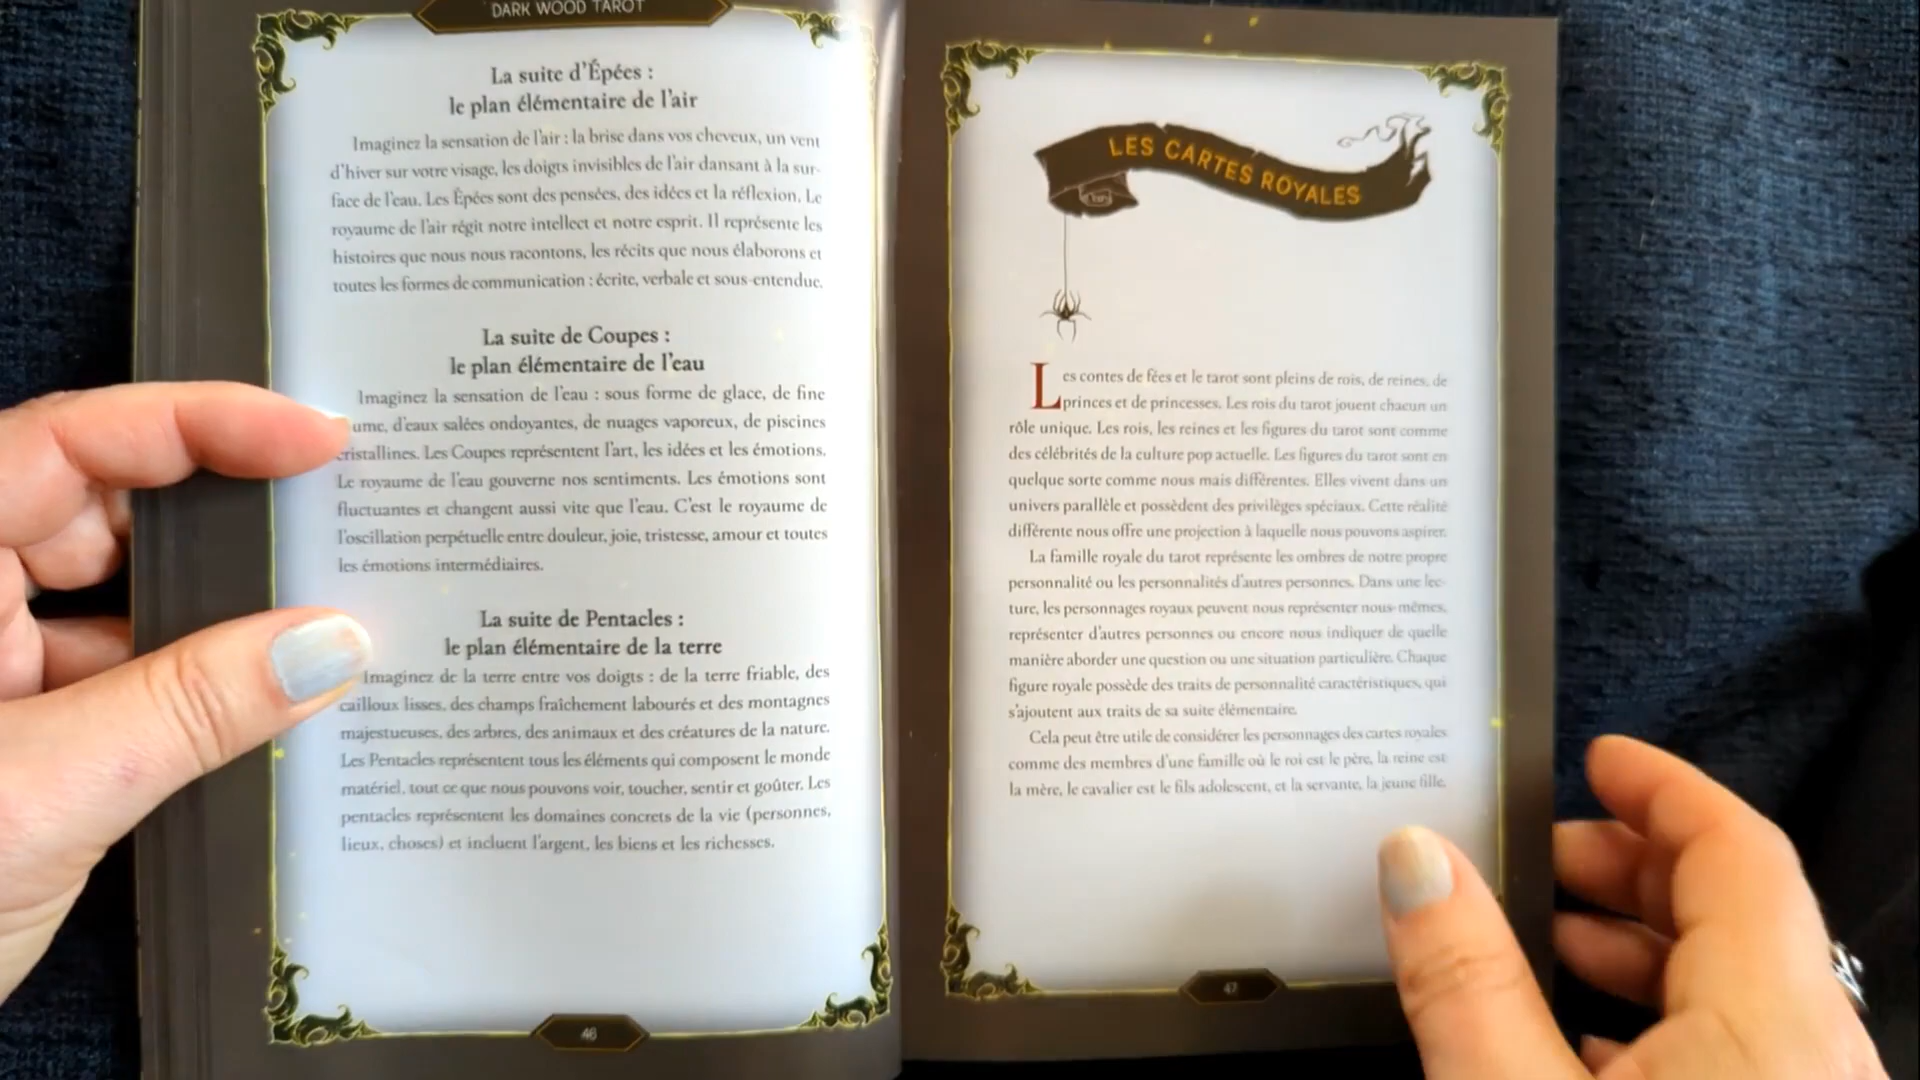 DARK WOOD TAROT
La suite d'Épées :
le plan élémentaire de l'air
Imaginez la sensation de l'air : la brise dans vos cheveux, un vent
d'hiver sur votre visage, les doigts invisibles de l'air dansant à la sur-
face de l'eau. Les Épées sont des pensées, des idées et la réflexion. Le
royaume de l'air régit notre intellect et notre esprit. Il représente les
histoires que nous nous racontons, les récits que nous élaborons et
toutes les formes de communication : écrite, verbale et sous-entendue.
La suite de Coupes :
le plan élémentaire de l'eau
Imaginez la sensation de l'eau : sous forme de glace, de fine
ume, d'eaux salées ondoyantes, de nuages vaporeux, de piscines
cristallines. Les Coupes représentent l'art, les idées et les émotions.
Le royaume de l'eau gouverne nos sentiments. Les émotions sont
fluctuantes et changent aussi vite que l'eau. C'est le royaume de
l'oscillation perpétuelle entre douleur, joie, tristesse, amour et toutes
les émotions intermédiaires.
La suite de Pentacles :
le plan élémentaire de la terre
Imaginez de la terre entre vos doigts : de la terre friable, des
cailloux lisses, des champs fraîchement labourés et des montagnes
majestueuses, des arbres, des animaux et des créatures de la nature.
Les Pentacles représentent tous les éléments qui composent le monde
matériel, tout ce que nous pouvons voir, toucher, sentir et goûter. Les
pentacles représentent les domaines concrets de la vie (personnes,
lieux, choses) et incluent l'argent, les biens et les richesses.
46
LES CARTES ROYALES
Les contes de fées et le tarot sont pleins de rois, de reines, de
princes et de princesses. Les rois du tarot jouent chacun un
rôle unique. Les rois, les reines et les figures du tarot sont comme
des célébrités de la culture pop actuelle. Les figures du tarot sont en
quelque sorte comme nous mais différentes. Elles vivent dans un
univers parallèle et possèdent des privilèges spéciaux. Cette réalité
différente nous offre une projection à laquelle nous pouvons aspirer.
La famille royale du tarot représente les ombres de notre propre
personnalité ou les personnalités d'autres personnes. Dans une lec-
ture, les personnages royaux peuvent nous représenter nous-mêmes,
représenter d'autres personnes ou encore nous indiquer de quelle
manière aborder une question ou une situation particulière. Chaque
figure royale possède des traits de personnalité caractéristiques, qui
s'ajoutent aux traits de sa suite élémentaire.
Cela peut être utile de considérer les personnages des cartes royales
comme des membres d'une famille où le roi est le père, la reine est
la mère, le cavalier est le fils adolescent, et la servante, la jeune fille.
47